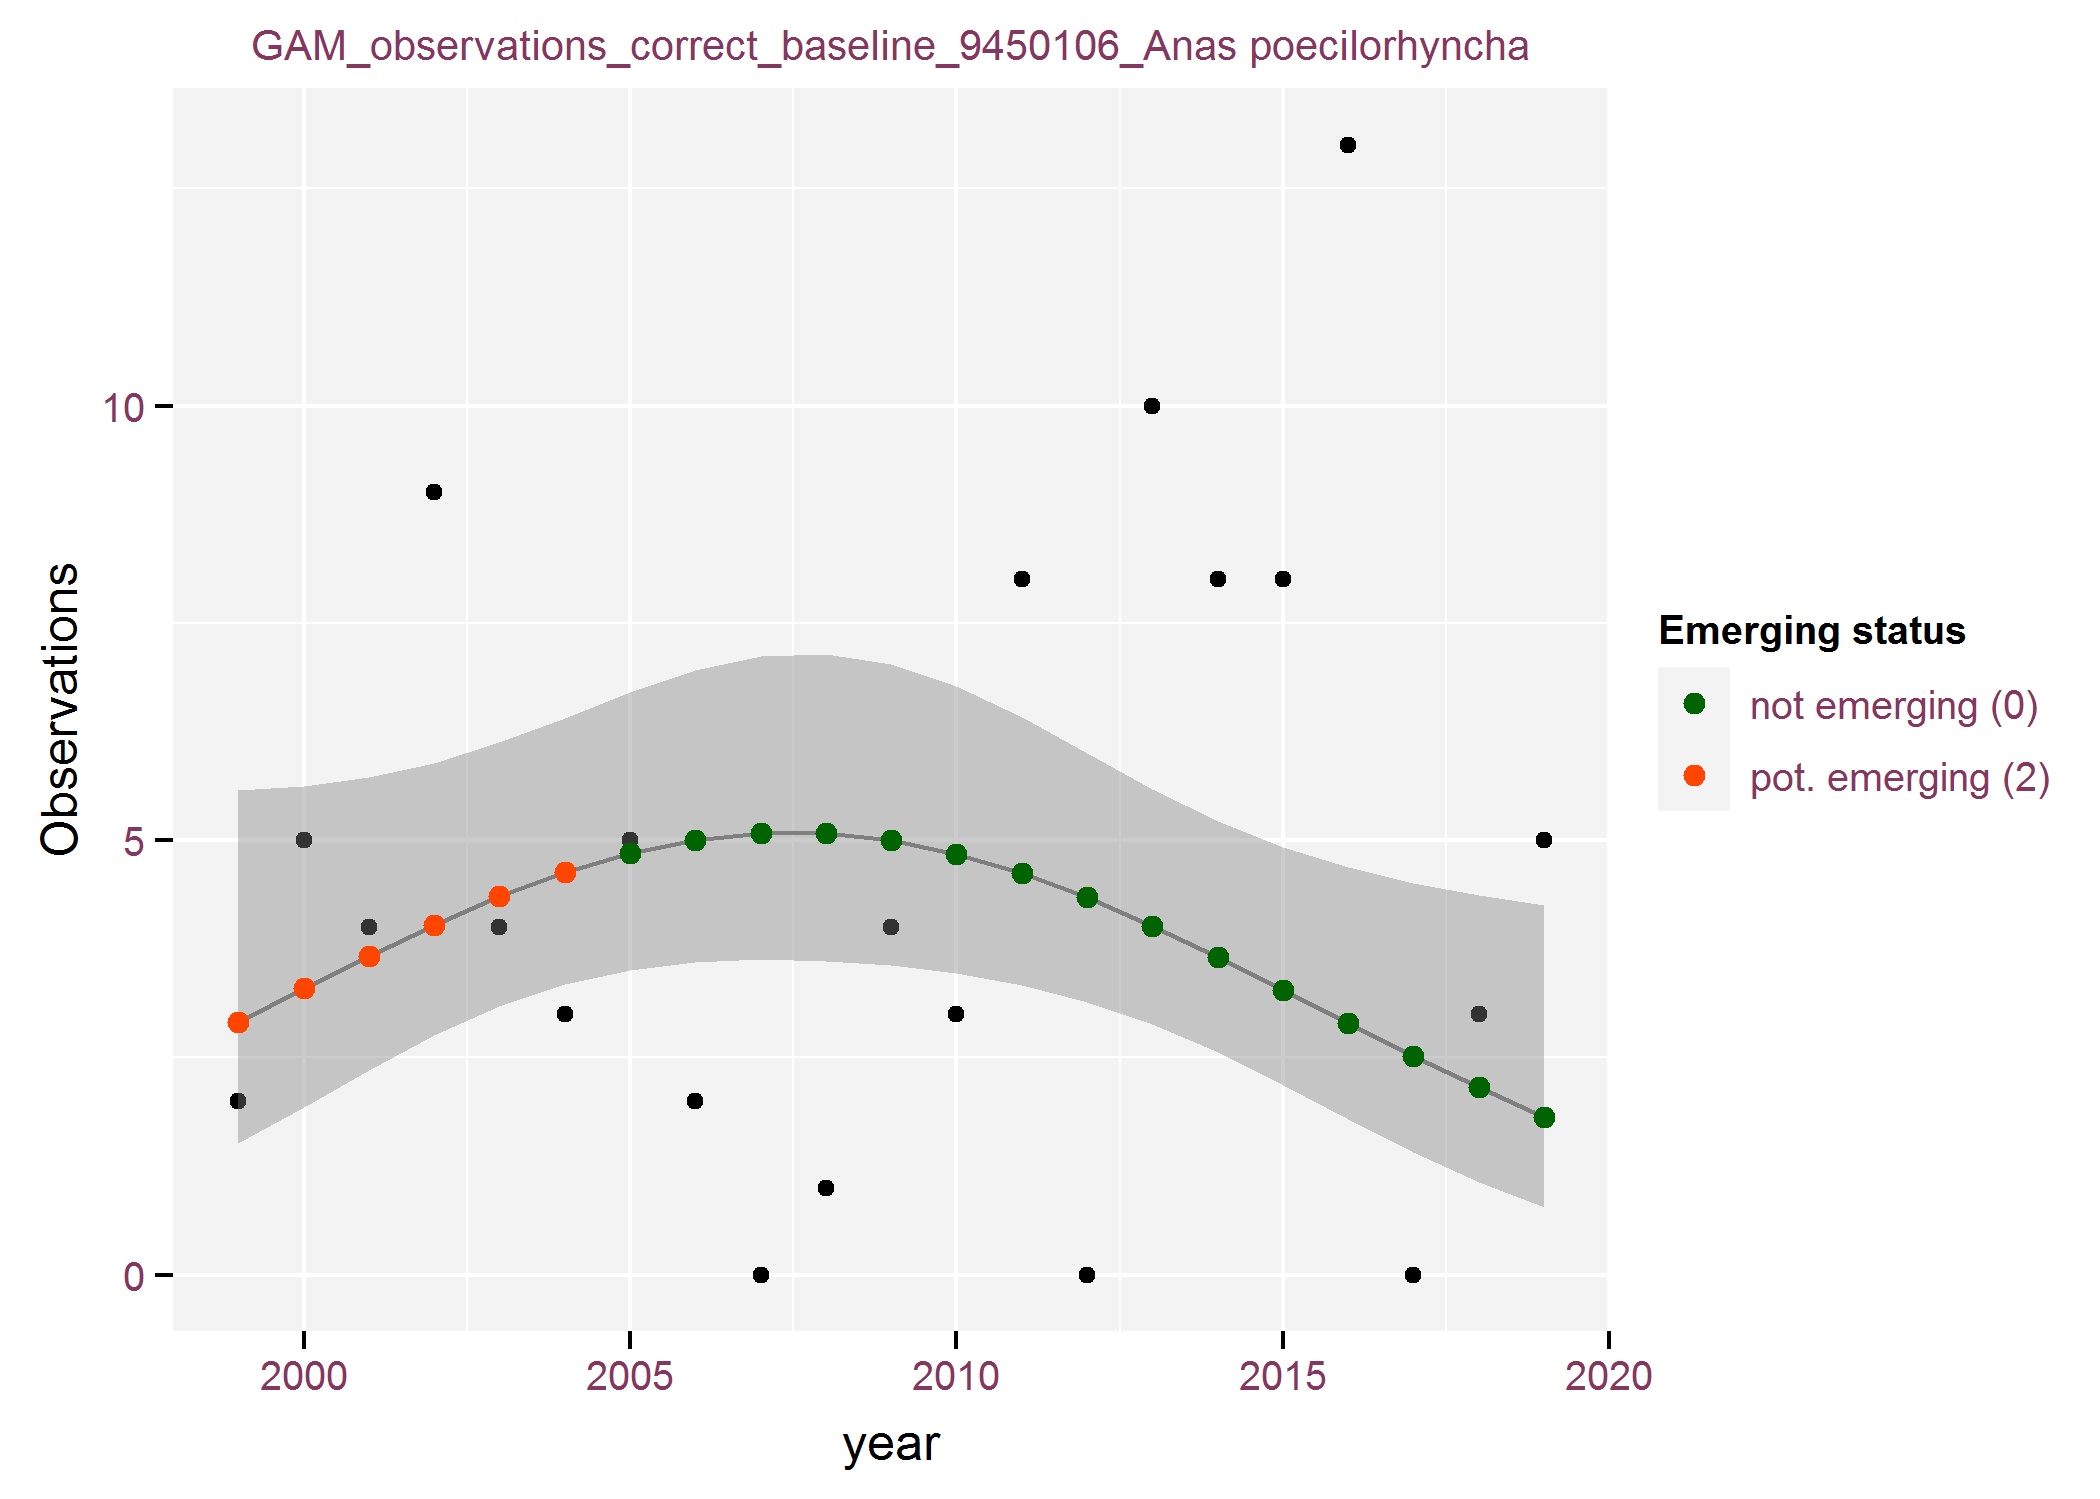 GAM_observations_correct_baseline_9450106_Anas poecilorhyncha
Observations
10
5
0
2000 2005 2010 2015 2020
year
Emerging status
not emerging (0)
pot. emerging (2)